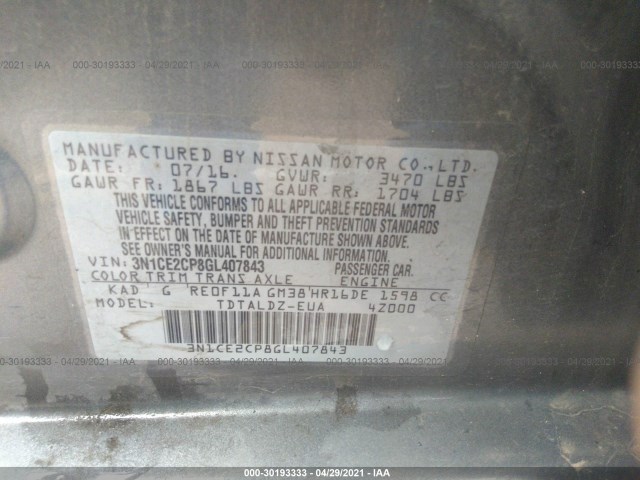 000-30193333 - 04/29/2021 - IAA
MANUFACTURED BY NISSAN MOTOR CO.,LTD.
DATE: 07/16. GVWR: 3470 LBS
GAWR FR: 1867 LBS GAWR RR: 1704 LBS
THIS VEHICLE CONFORMS TO ALL APPLICABLE FEDERAL MOTOR
VEHICLE SAFETY, BUMPER AND THEFT PREVENTION STANDARDS
IN EFFECT ON THE DATE OF MANUFACTURE SHOWN ABOVE.
SEE OWNER'S MANUAL FOR ADDITIONAL INFORMATION.
VIN: 3N1CE2CP8GL407843 PASSENGER CAR.
COLOR TRIM TRANS AXLE ENGINE
KAD G RE0F11A GM38 HR16DE 1598 CC
MODEL: TDTALDZ-EUA 4Z000
3N1CE2CP8GL407843
000-30193333 - 04/29/2021 - IAA